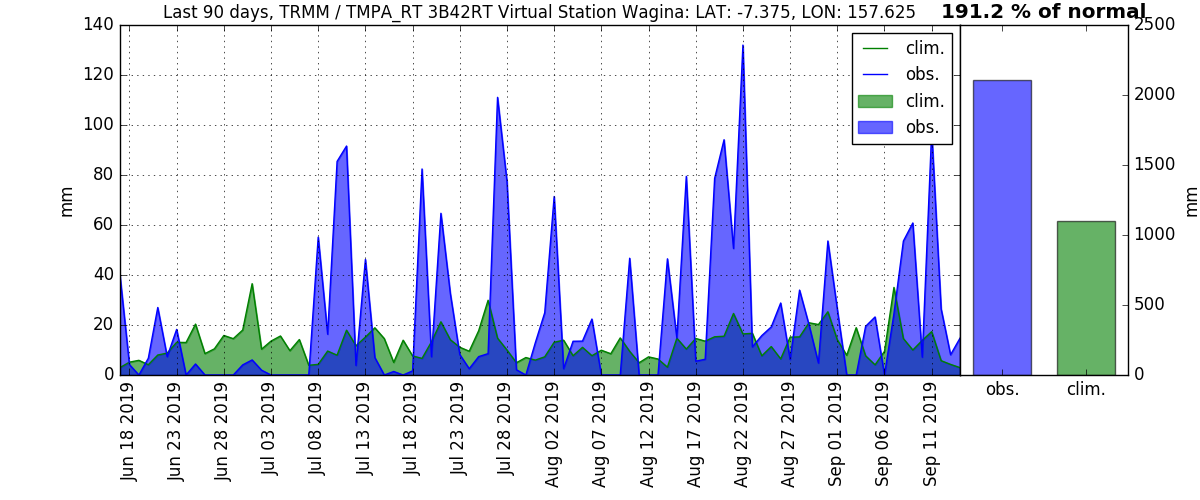 Last 90 days, TRMM / TMPA_RT 3B42RT Virtual Station Wagina: LAT: -7.375, LON: 157.625
191.2 % of normal
140
120
100
80
60
40
20
0
mm
clim.
obs.
clim.
obs.
2500
2000
1500
1000
500
0
mm
obs.
clim.
Jun 18 2019
Jun 23 2019
Jun 28 2019
Jul 03 2019
Jul 08 2019
Jul 13 2019
Jul 18 2019
Jul 23 2019
Jul 28 2019
Aug 02 2019
Aug 07 2019
Aug 12 2019
Aug 17 2019
Aug 22 2019
Aug 27 2019
Sep 01 2019
Sep 06 2019
Sep 11 2019